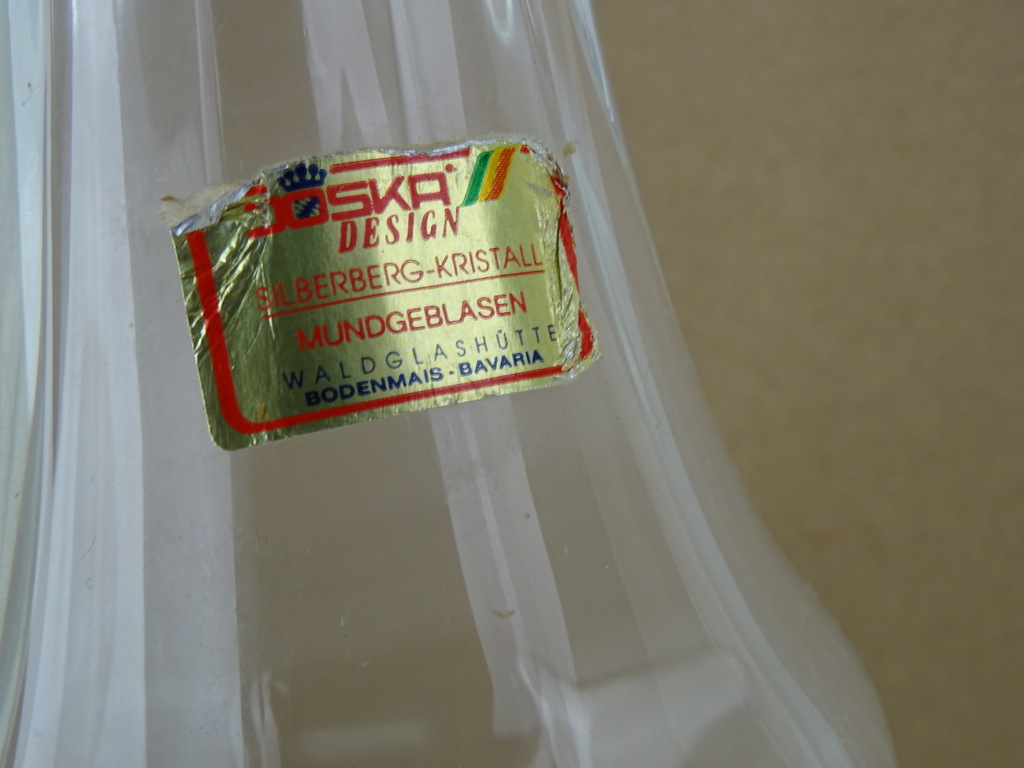 JOSKA
DESIGN
SILBERBERG-KRISTALL
MUNDGEBLASEN
WALDGLASHÜTTE
BODENMAIS-BAVARIA